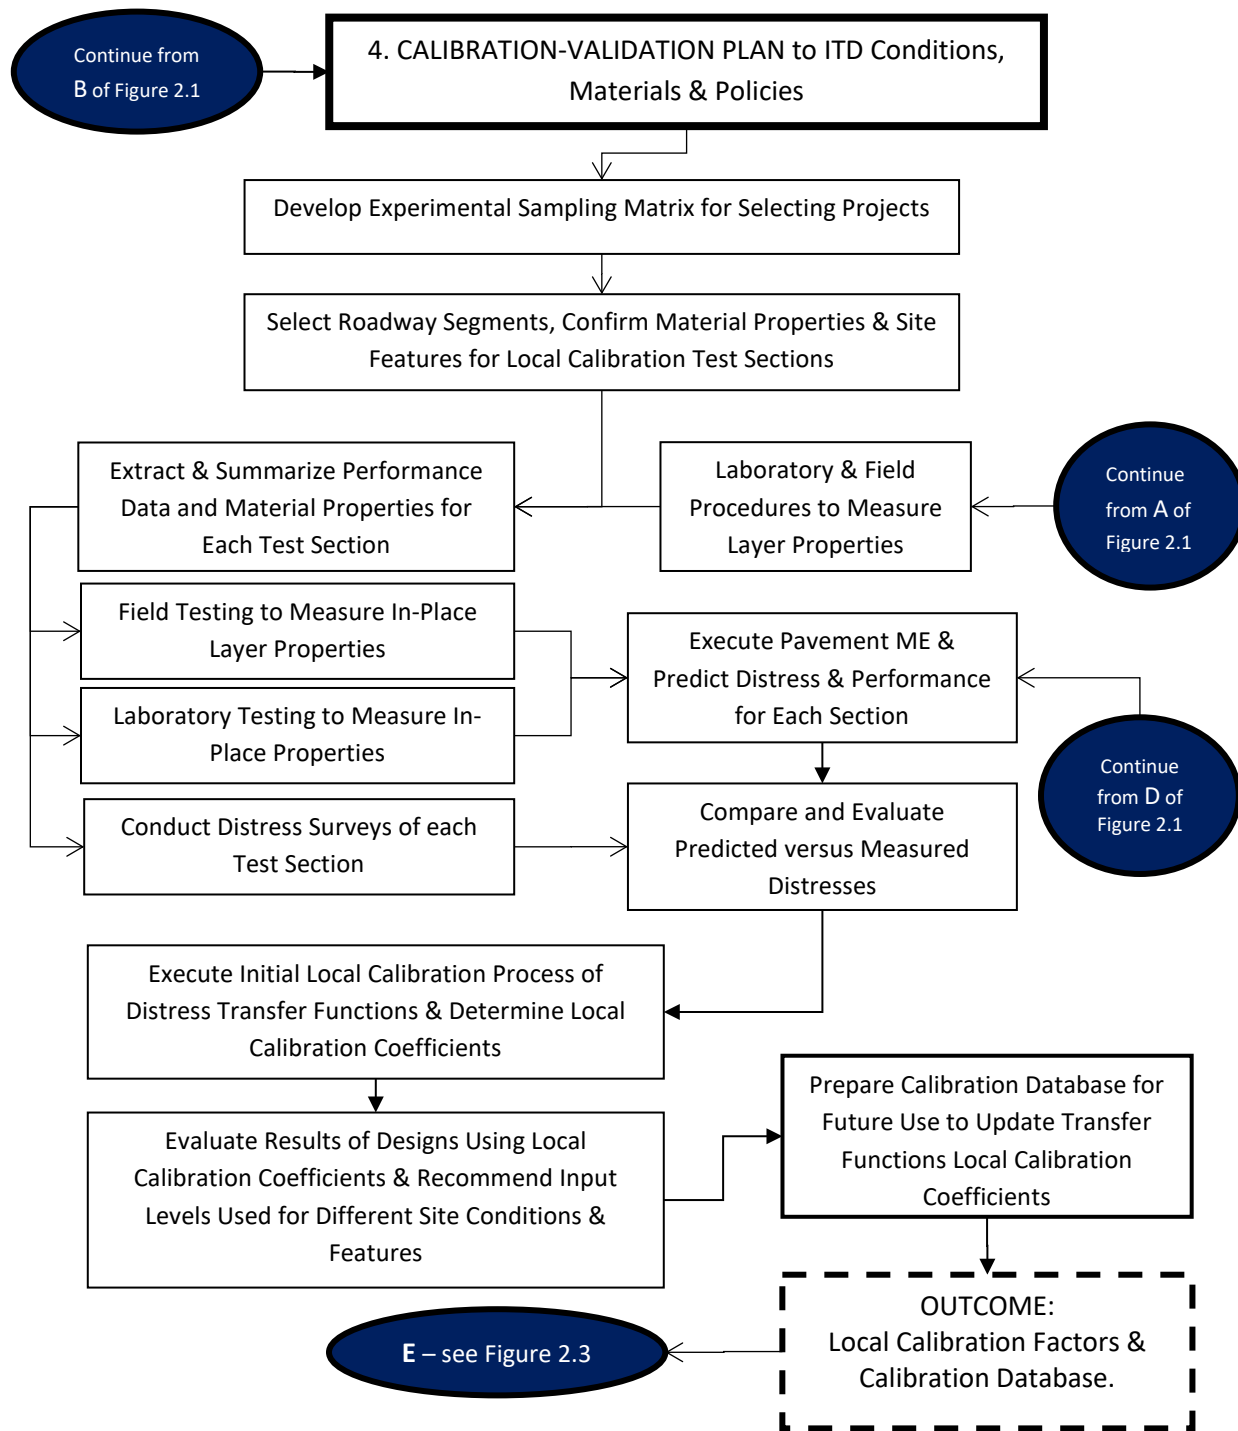 Continue from
B of Figure 2.1
4. CALIBRATION-VALIDATION PLAN to ITD Conditions,
Materials & Policies
Develop Experimental Sampling Matrix for Selecting Projects
Select Roadway Segments, Confirm Material Properties & Site
Features for Local Calibration Test Sections
Extract & Summarize Performance
Data and Material Properties for
Each Test Section
Laboratory & Field
Procedures to Measure
Layer Properties
Continue
from A of
Figure 2.1
Field Testing to Measure In-Place
Layer Properties
Laboratory Testing to Measure In-
Place Properties
Conduct Distress Surveys of each
Test Section
Execute Pavement ME &
Predict Distress & Performance
for Each Section
Continue
from D of
Figure 2.1
Compare and Evaluate
Predicted versus Measured
Distresses
Execute Initial Local Calibration Process of
Distress Transfer Functions & Determine Local
Calibration Coefficients
Evaluate Results of Designs Using Local
Calibration Coefficients & Recommend Input
Levels Used for Different Site Conditions &
Features
Prepare Calibration Database for
Future Use to Update Transfer
Functions Local Calibration
Coefficients
OUTCOME:
Local Calibration Factors &
Calibration Database.
E – see Figure 2.3